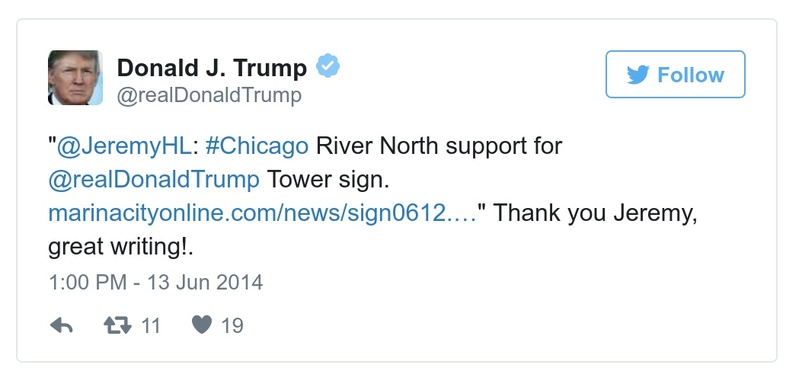 Donald J. Trump
@realDonaldTrump
Follow
"@JeremyHL: #Chicago River North support for
@realDonaldTrump Tower sign.
marinacityonline.com/news/sign0612.…" Thank you Jeremy,
great writing!.
1:00 PM - 13 Jun 2014
11 19